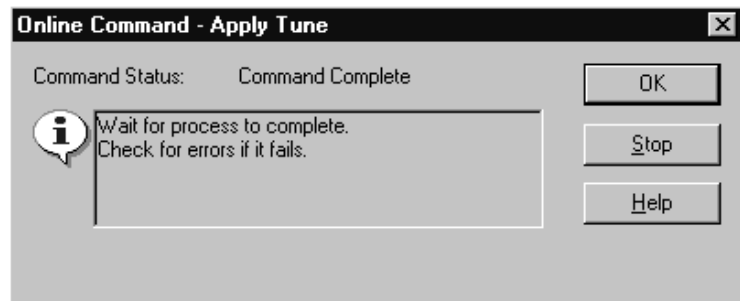 Online Command - Apply Tune
Command Status: Command Complete
OK
Wait for process to complete.
Check for errors if it fails.
Stop
Help